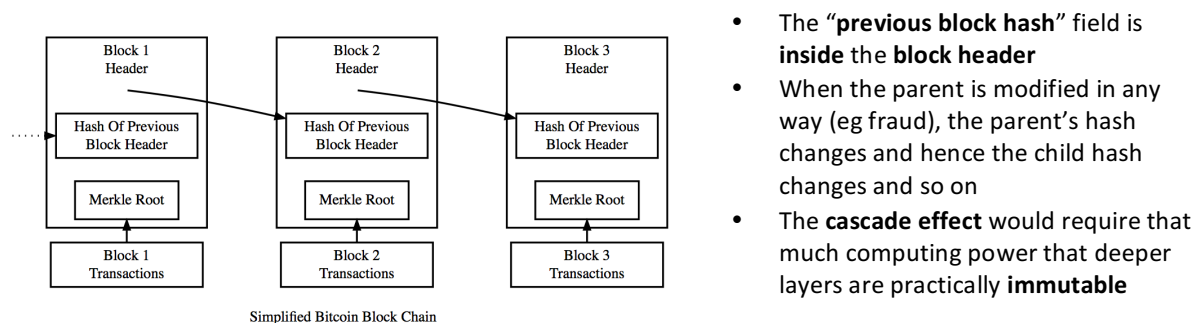 Block 1
Header
Hash Of Previous
Block Header
Merkle Root
Block 1
Transactions
Block 2
Header
Hash Of Previous
Block Header
Merkle Root
Block 2
Transactions
Block 3
Header
Hash Of Previous
Block Header
Merkle Root
Block 3
Transactions
Simplified Bitcoin Block Chain
• The “previous block hash” field is
inside the block header
• When the parent is modified in any
way (eg fraud), the parent’s hash
changes and hence the child hash
changes and so on
• The cascade effect would require that
much computing power that deeper
layers are practically immutable